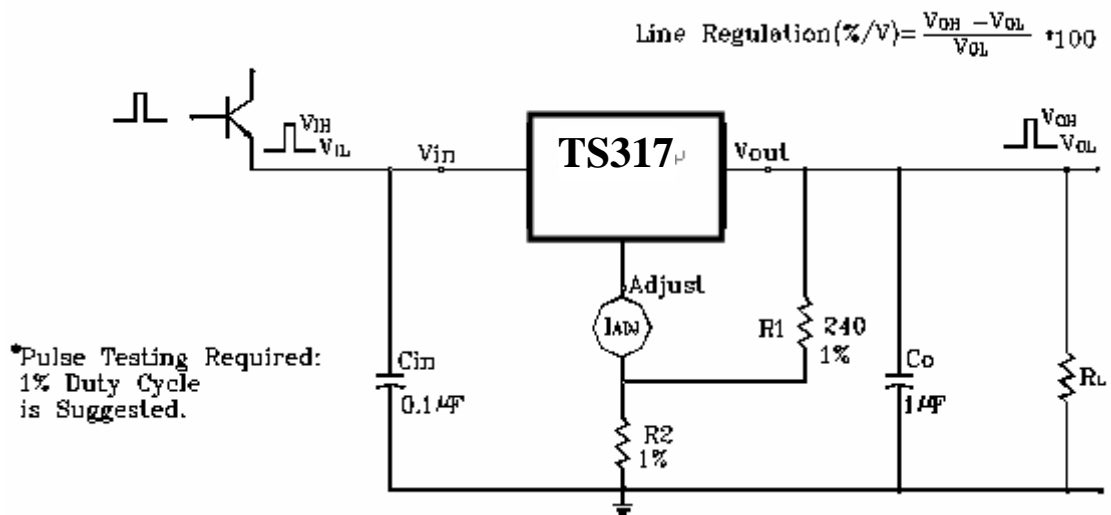 Line Regulation(%/V)= VOH -VOL / VOL *100
VIH
VIL
Vin
TS317
Vout
VOH
VOL
Adjust
IADJ
R1
240
1%
*Pulse Testing Required:
1% Duty Cycle
is Suggested.
Cin
0.1μF
R2
1%
Co
1μF
RL